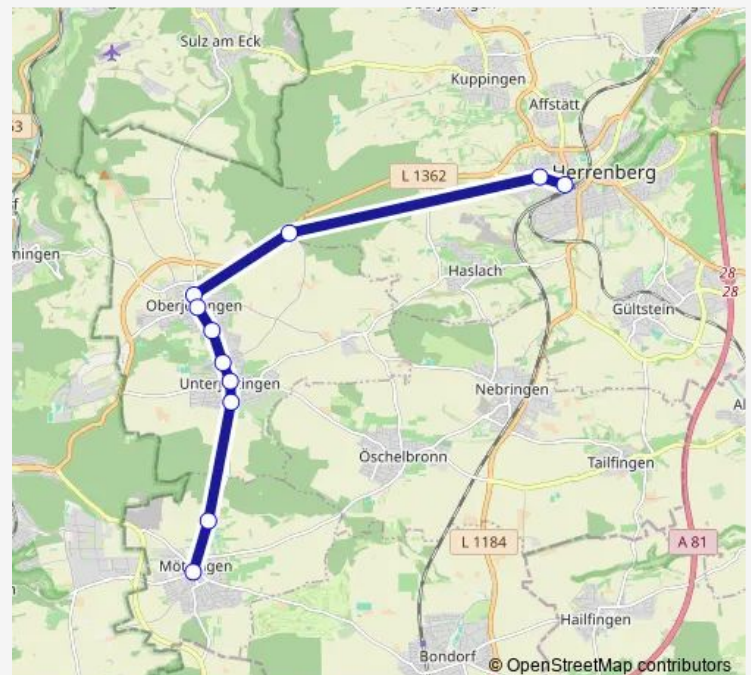 Sulz am Eck
Kuppingen
Affstätt
L 1362
Herrenberg
Haslach
28
28
Gültstein
Nebringen
Öschelbronn
Tailfingen
L 1184
A 81
Hailfingen
Bondorf
© OpenStreetMap contributors